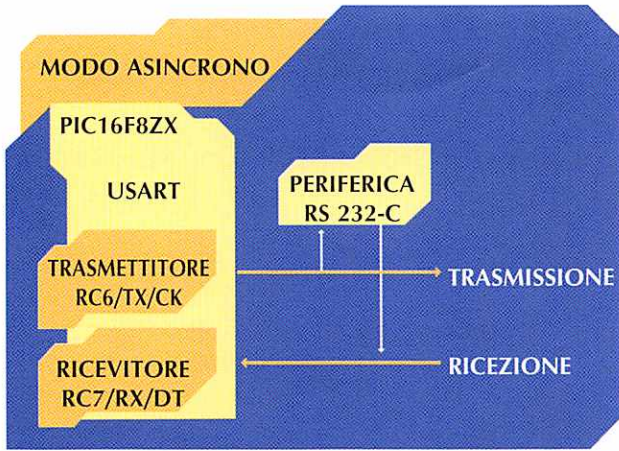 MODO ASINCRONO
PIC16F8ZX
USART
PERIFERICA
RS 232-C
TRASMETTITORE
RC6/TX/CK
TRASMISSIONE
RICEVITORE
RC7/RX/DT
RICEZIONE